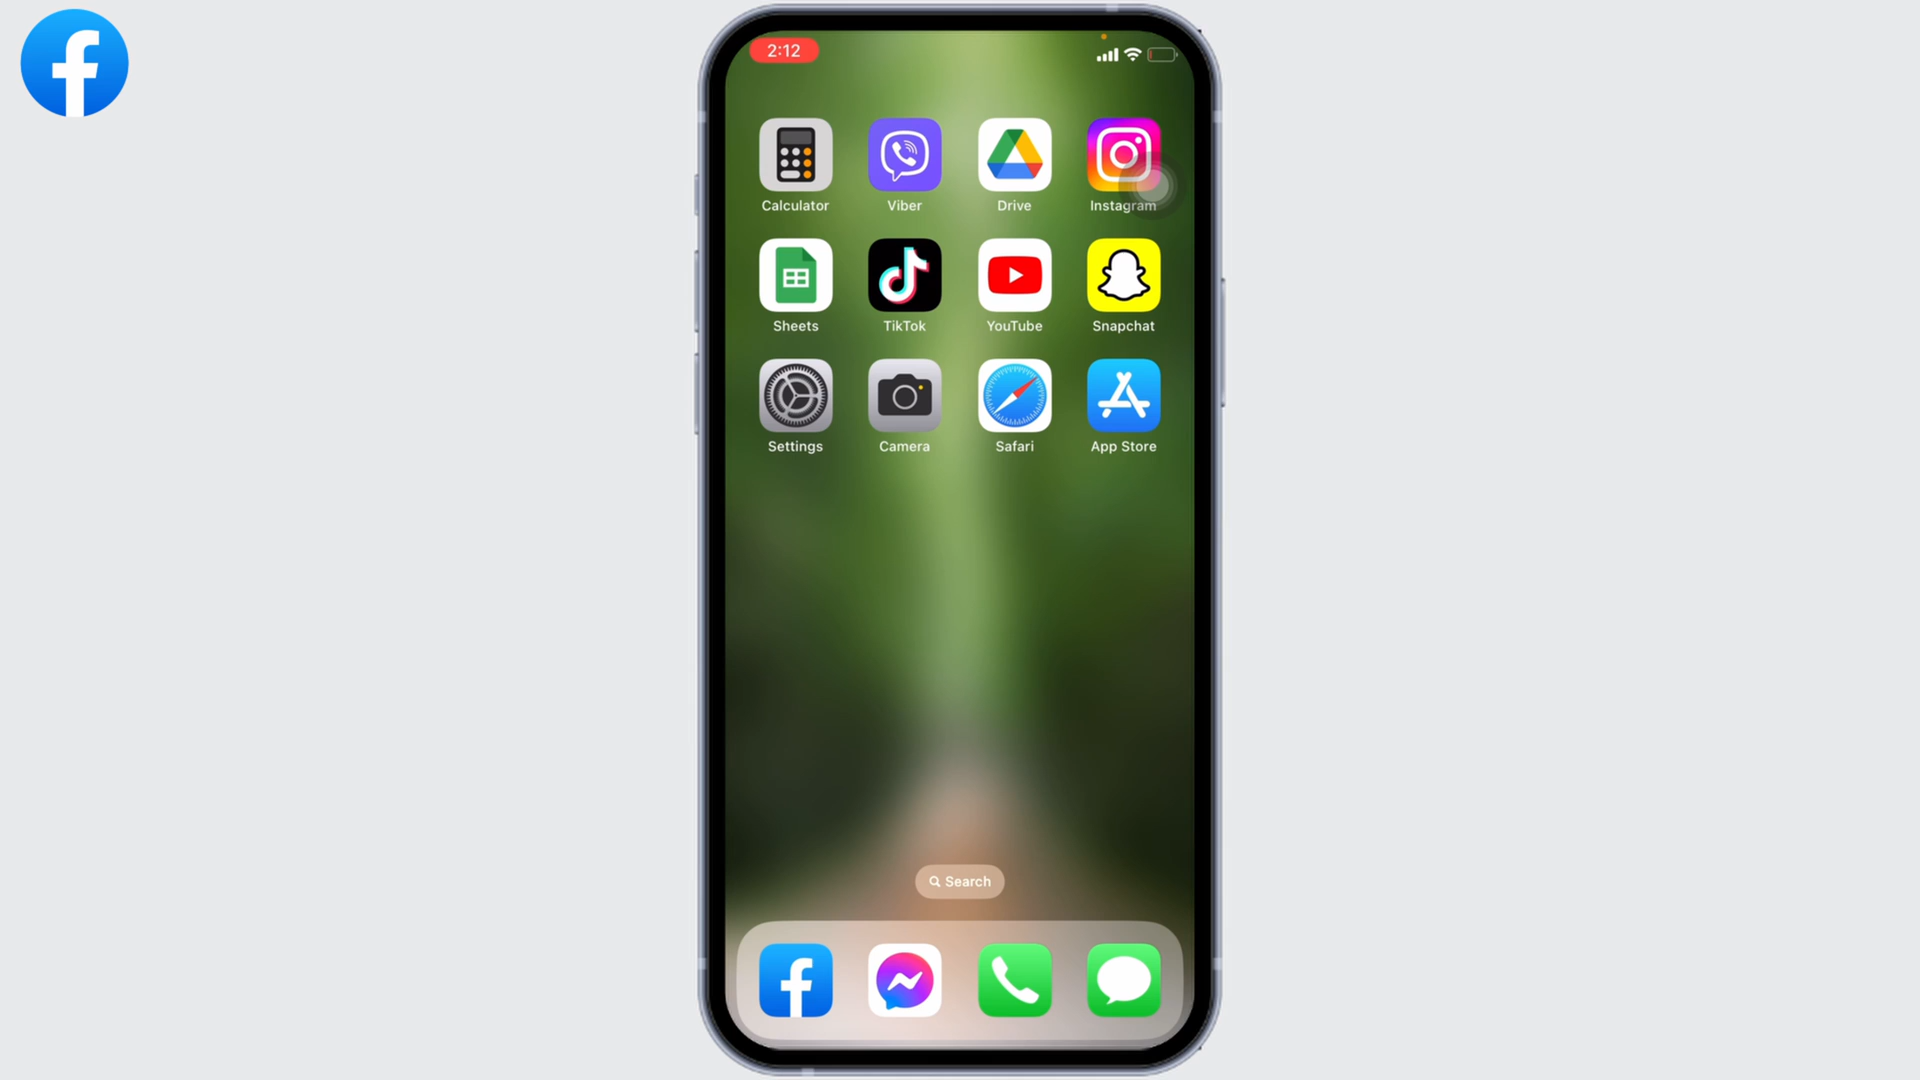 2:12
Calculator Viber Drive Instagram
Sheets TikTok YouTube Snapchat
Settings Camera Safari App Store
Search